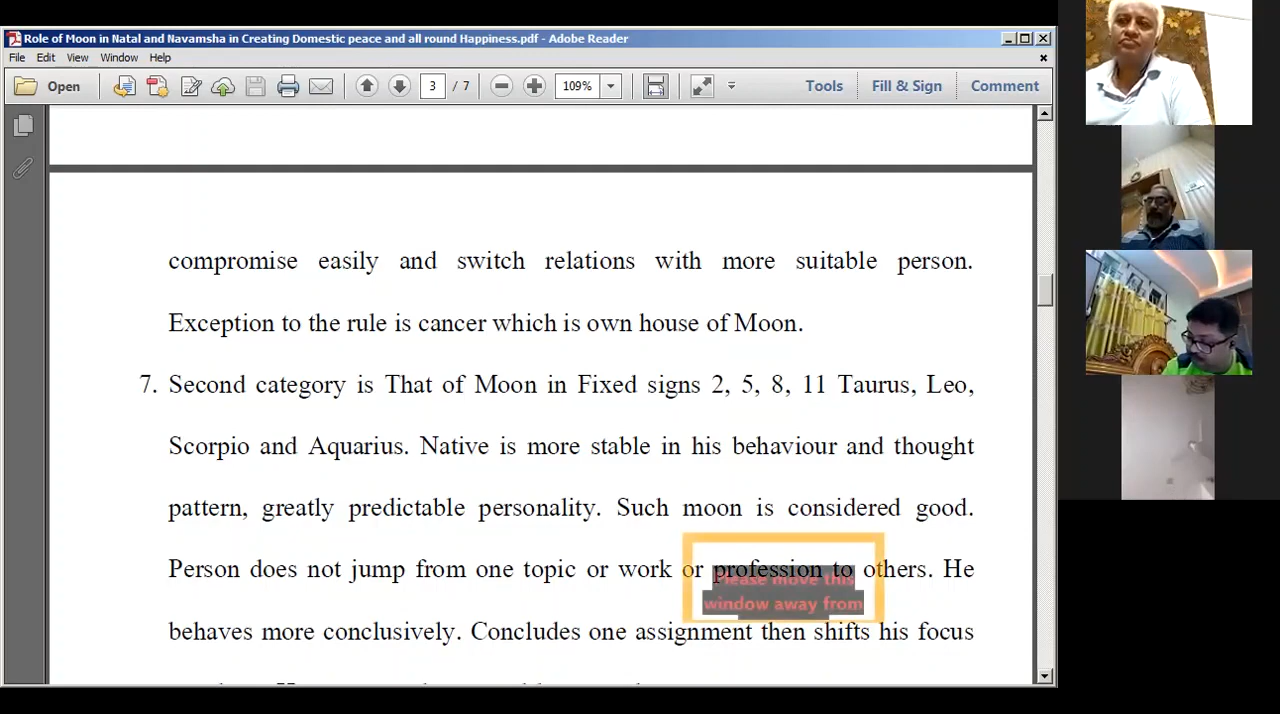 Role of Moon in Natal and Navamsha in Creating Domestic peace and all round Happiness.pdf - Adobe Reader
File Edit View Window Help
Open 3 / 7 109% Tools Fill & Sign Comment
compromise easily and switch relations with more suitable person.
Exception to the rule is cancer which is own house of Moon.
7. Second category is That of Moon in Fixed signs 2, 5, 8, 11 Taurus, Leo,
Scorpio and Aquarius. Native is more stable in his behaviour and thought
pattern, greatly predictable personality. Such moon is considered good.
Person does not jump from one topic or work or profession to others. He
Please move this
window away from
behaves more conclusively. Concludes one assignment then shifts his focus